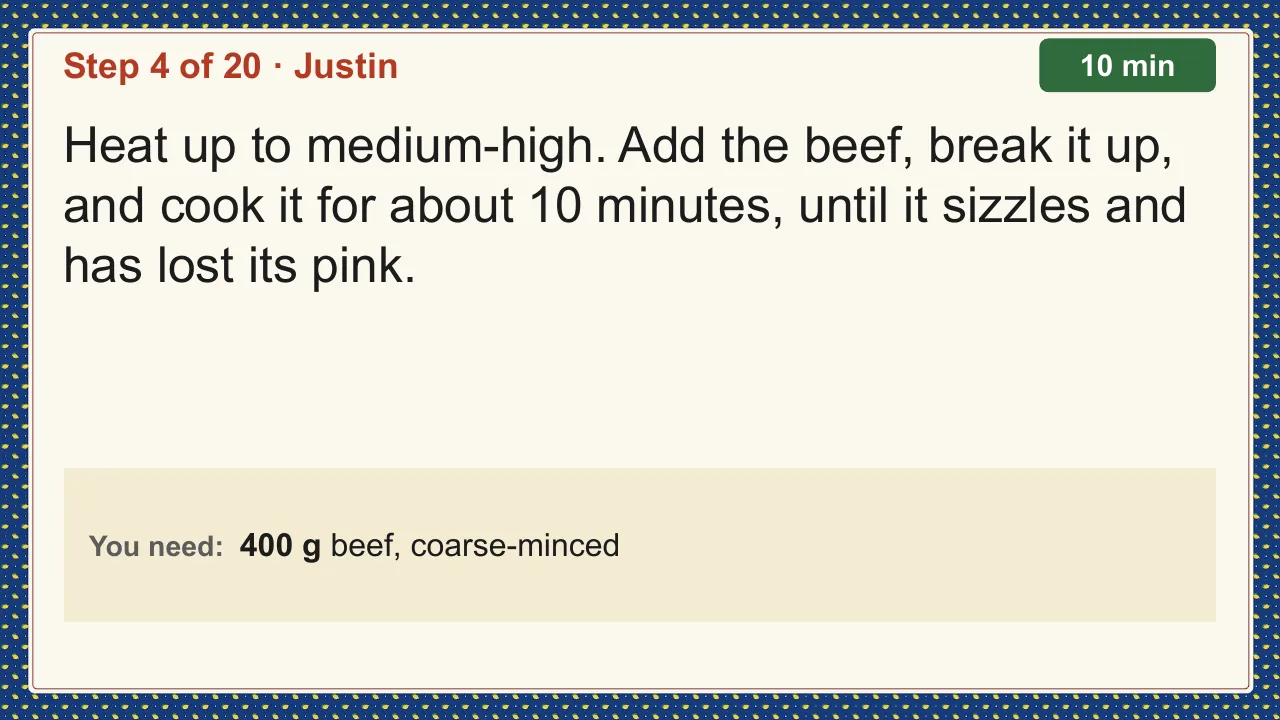 Step 4 of 20 · Justin
10 min
Heat up to medium-high. Add the beef, break it up,
and cook it for about 10 minutes, until it sizzles and
has lost its pink.
You need: 400 g beef, coarse-minced